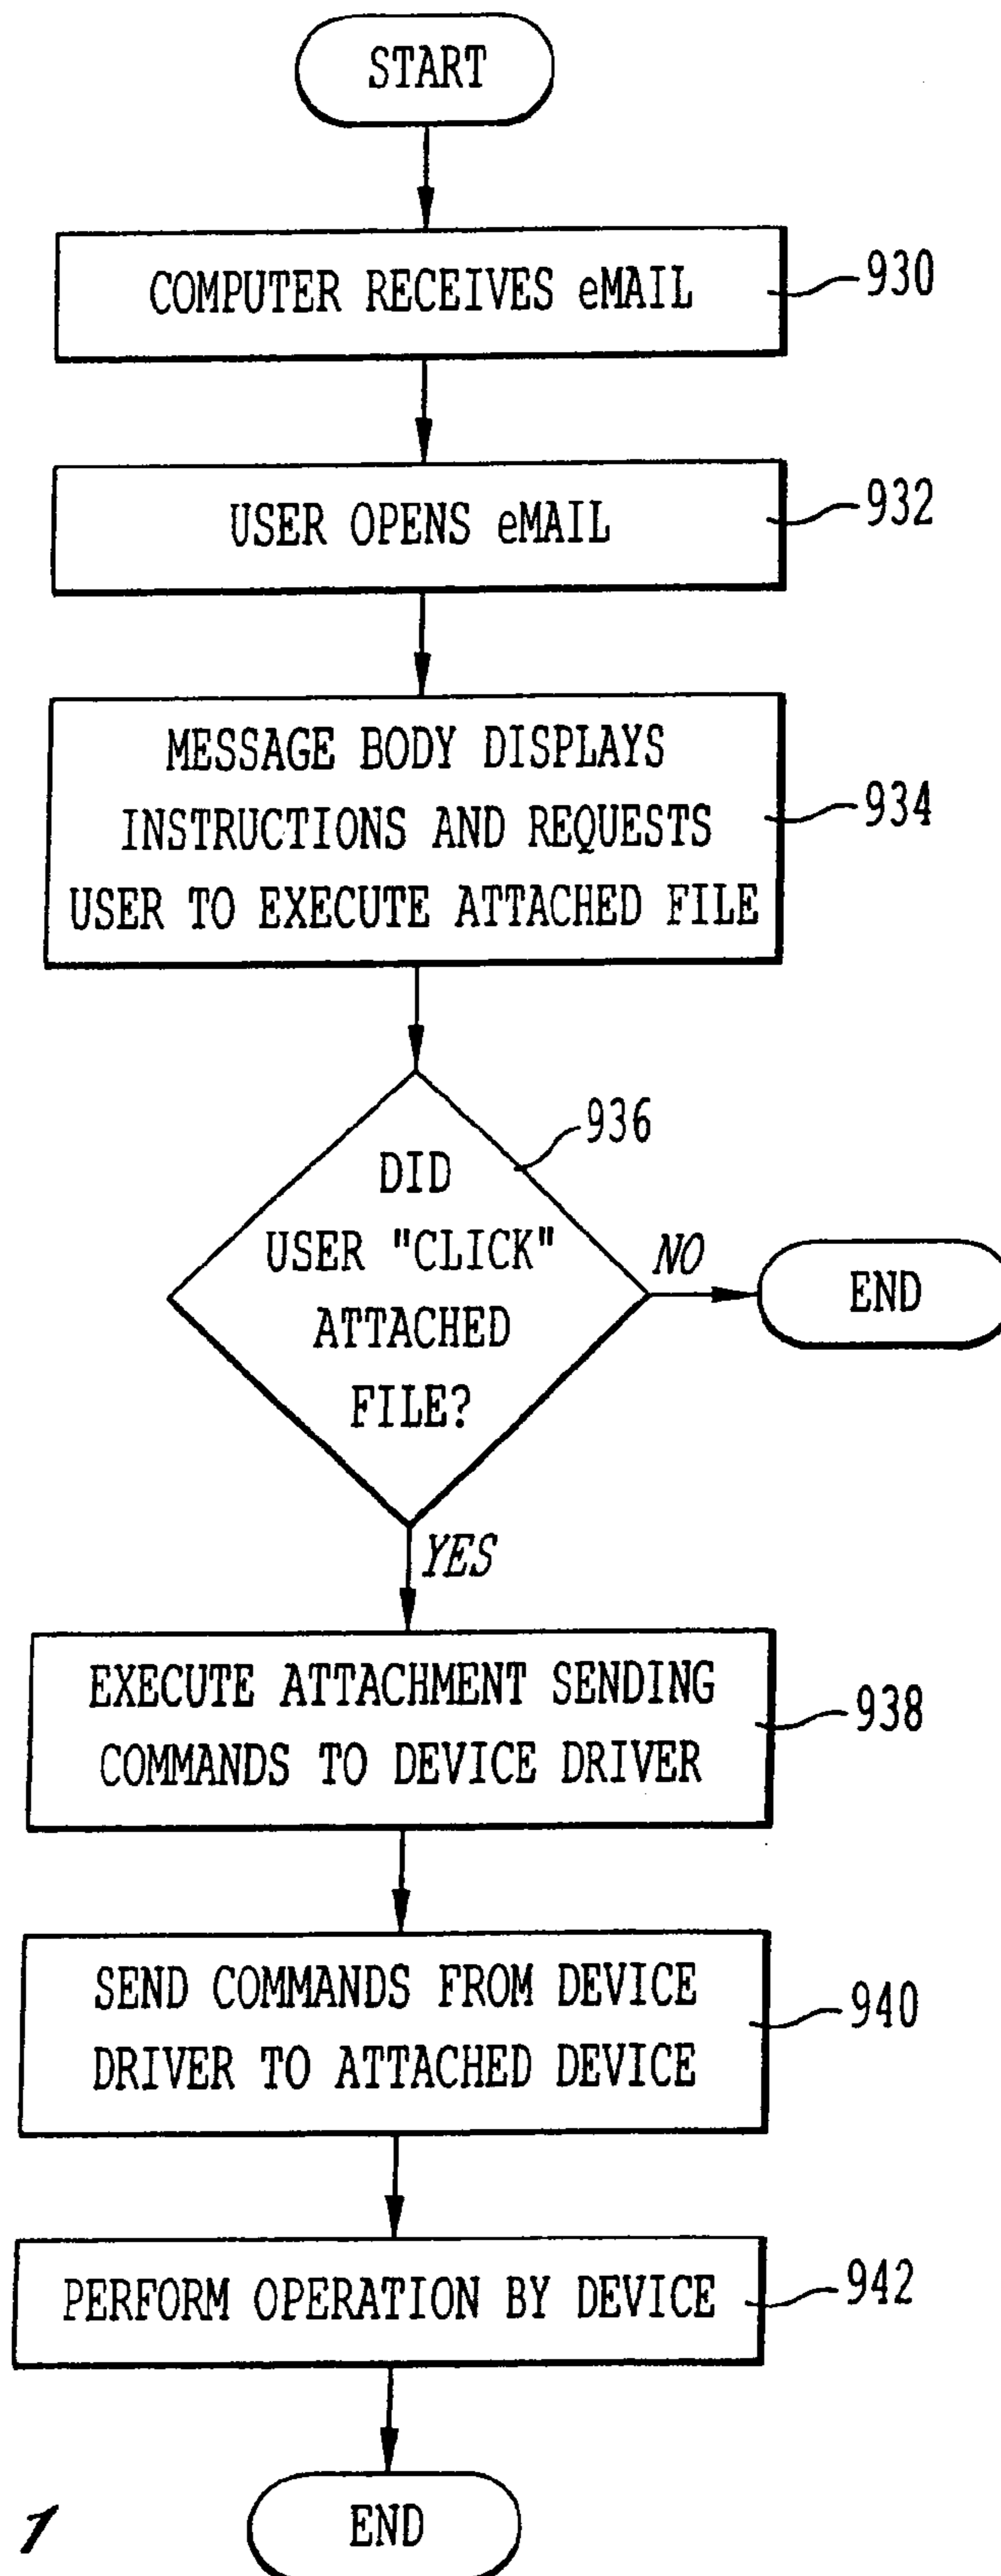 START
COMPUTER RECEIVES eMAIL
930
USER OPENS eMAIL
932
MESSAGE BODY DISPLAYS
INSTRUCTIONS AND REQUESTS
USER TO EXECUTE ATTACHED FILE
934
936
DID
USER "CLICK"
ATTACHED
FILE?
NO
END
YES
EXECUTE ATTACHMENT SENDING
COMMANDS TO DEVICE DRIVER
938
SEND COMMANDS FROM DEVICE
DRIVER TO ATTACHED DEVICE
940
PERFORM OPERATION BY DEVICE
942
END
1